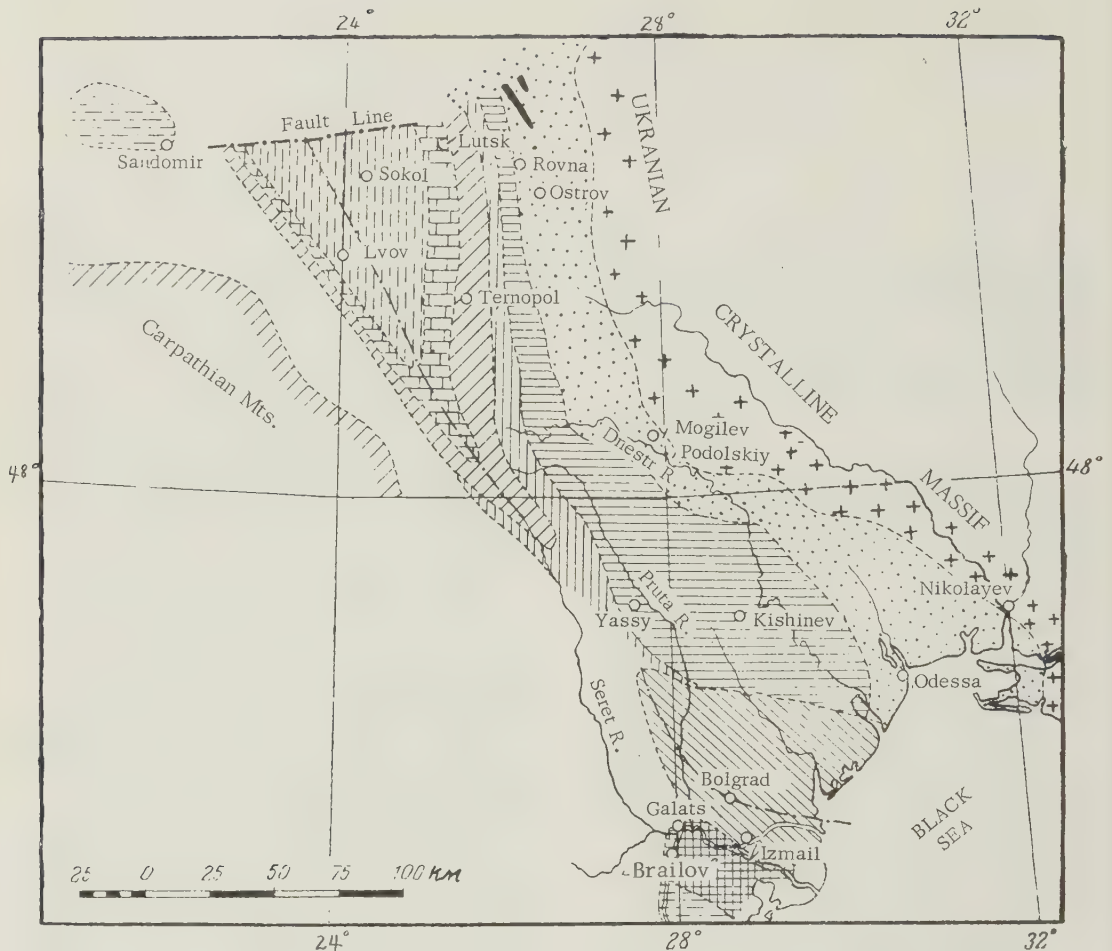 24° 28° 32°
Fault Line
UKRANIAN
Sandomir
Lutsk
Rovna
Sokol
Ostrov
Lvov
Ternopol
CRYSTALLINE
Carpathian Mts.
Mogilev
Podolskiy
Dnestr R.
48° 48°
MASSIF
Nikolayev
Pruta R.
Yassy
Kishinev
Odessa
Seret R.
Bolgrad
Galats
BLACK
SEA
Izmail
Brailov
25 0 25 50 75 100 км
24° 28° 32°